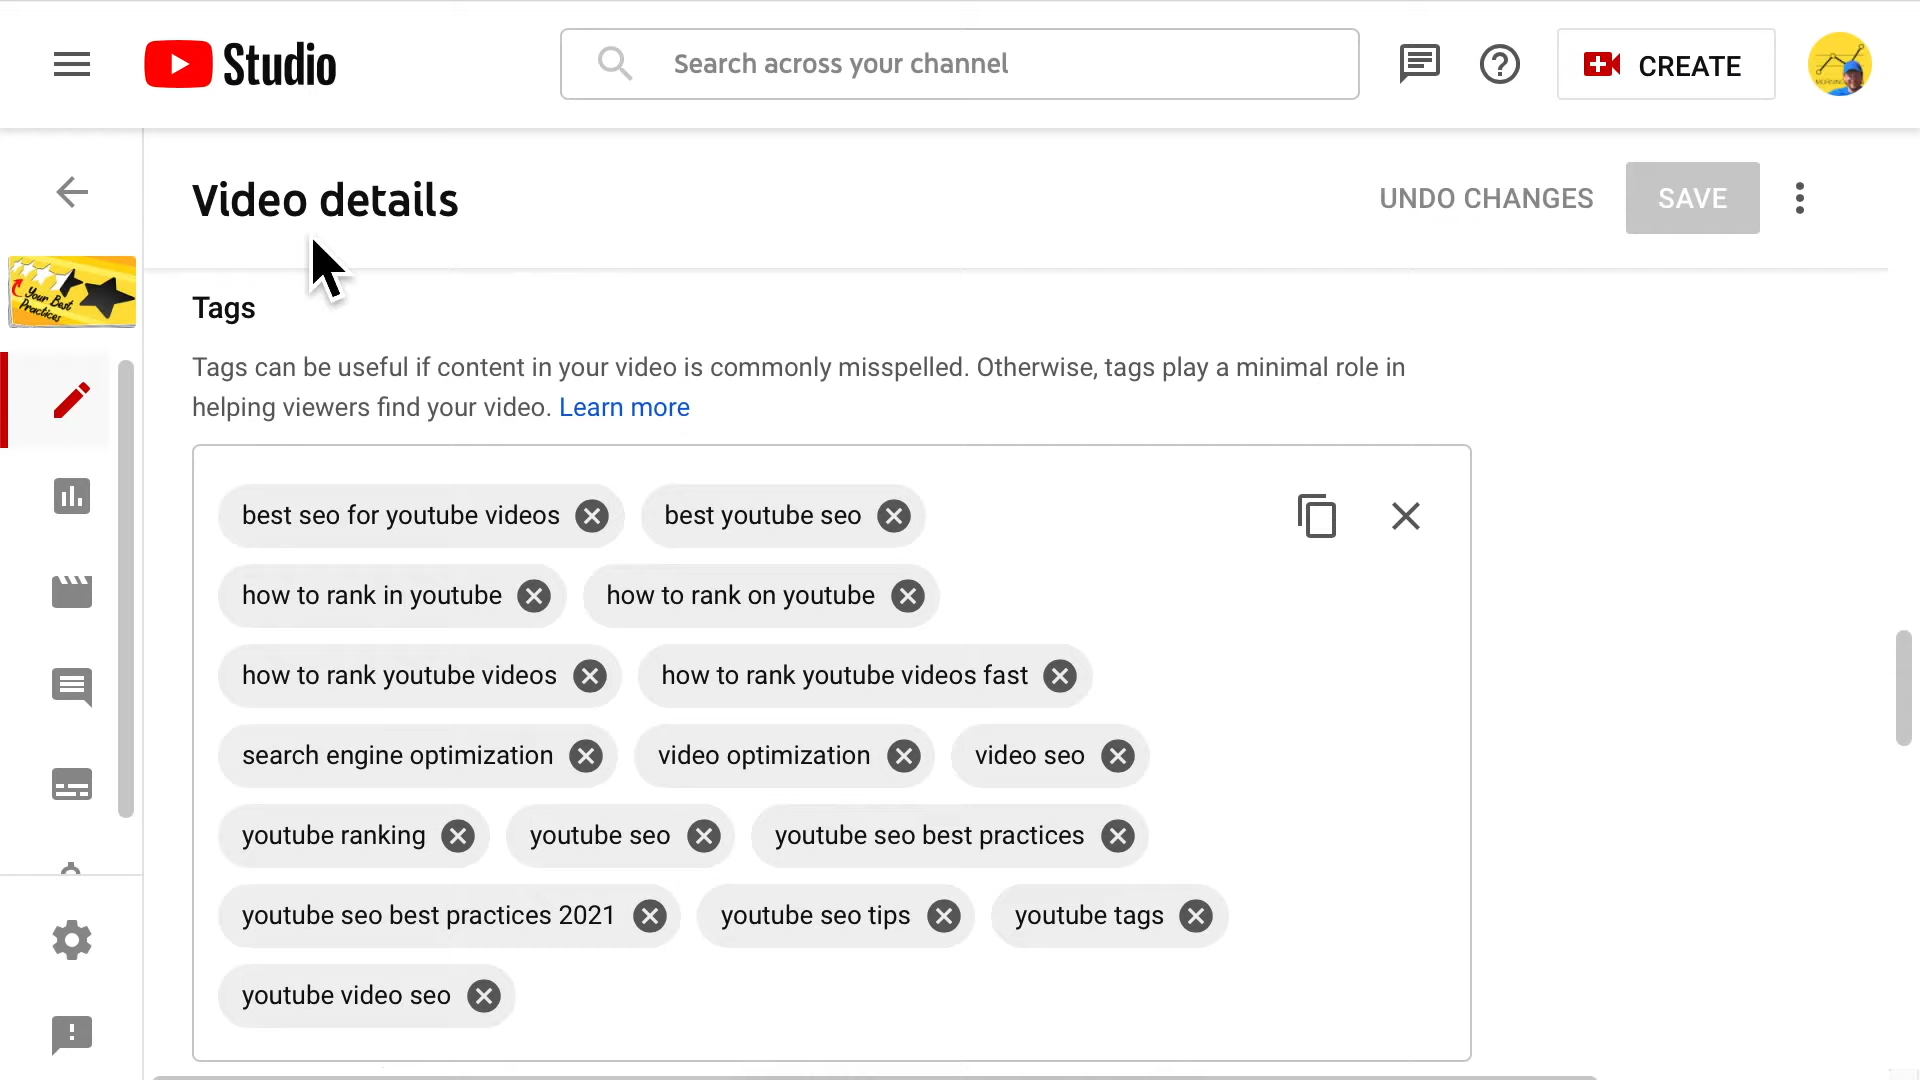 Studio
Search across your channel
CREATE
Video details
UNDO CHANGES
SAVE
Your Best
Practices
Tags
Tags can be useful if content in your video is commonly misspelled. Otherwise, tags play a minimal role in
helping viewers find your video. Learn more
best seo for youtube videos
best youtube seo
how to rank in youtube
how to rank on youtube
how to rank youtube videos
how to rank youtube videos fast
search engine optimization
video optimization
video seo
youtube ranking
youtube seo
youtube seo best practices
youtube seo best practices 2021
youtube seo tips
youtube tags
youtube video seo